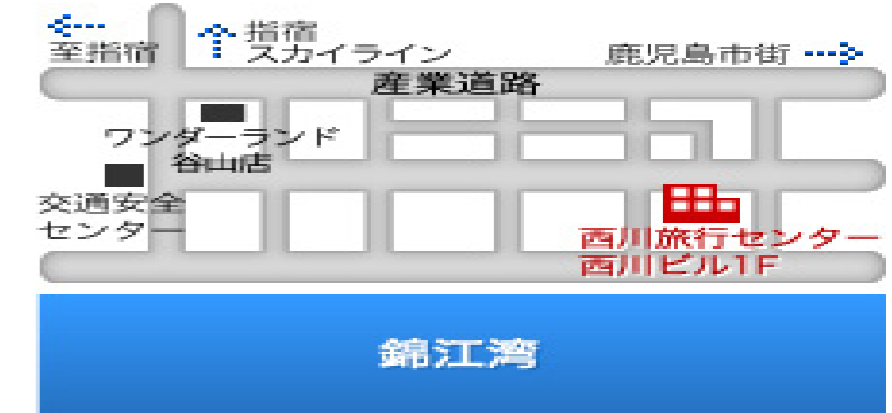 至指宿
指宿
スカイライン
鹿児島市街
産業道路
ワンダーランド
谷山店
交通安全
センター
西川旅行センター
西川ビル1F
錦江湾